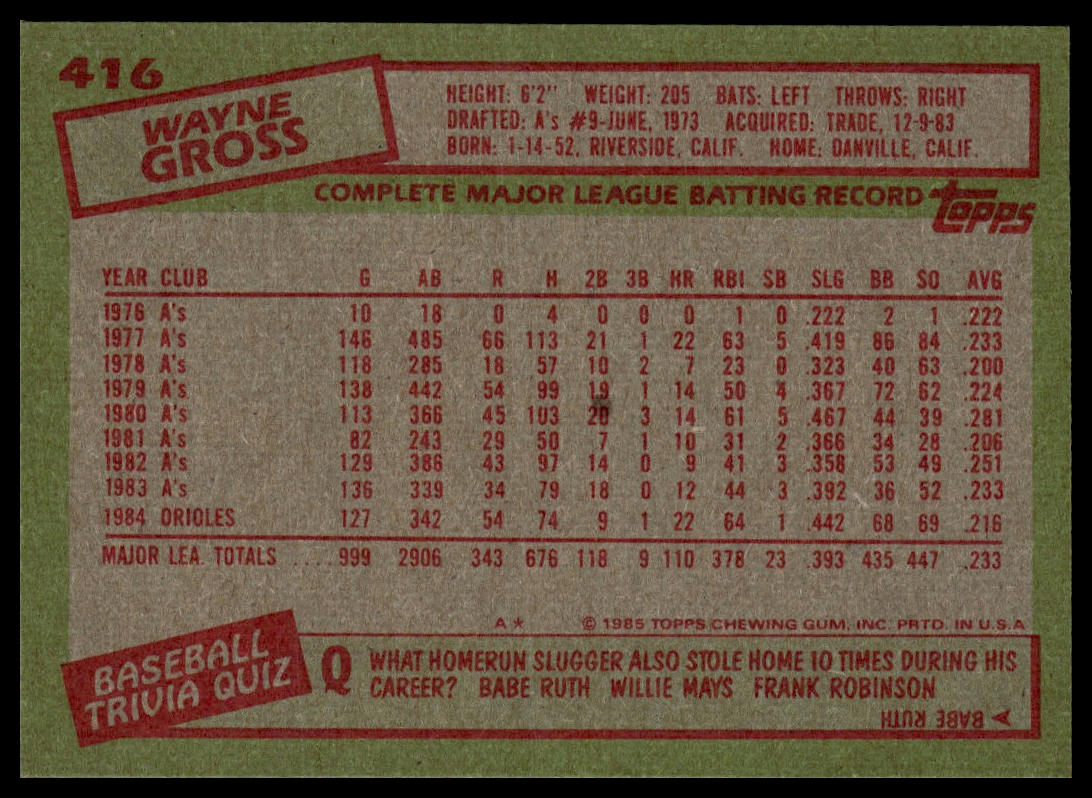 416
WAYNE
GROSS
HEIGHT: 6'2" WEIGHT: 205 BATS: LEFT THROWS: RIGHT
DRAFTED: A's #9-JUNE, 1973 ACQUIRED: TRADE, 12-9-83
BORN: 1-14-52, RIVERSIDE, CALIF. HOME: DANVILLE, CALIF.
COMPLETE MAJOR LEAGUE BATTING RECORD topps
YEAR CLUB G AB R H 2B 3B HR RBI SB SLG BB SO AVG
1976 A's 10 18 0 4 0 0 0 1 0 .222 2 1 .222
1977 A's 146 485 66 113 21 1 22 63 5 .419 86 84 .233
1978 A's 118 285 18 57 10 2 7 23 0 .323 40 63 .200
1979 A's 138 442 54 99 19 1 14 50 4 .367 72 62 .224
1980 A's 113 366 45 103 20 3 14 61 5 .467 44 39 .281
1981 A's 82 243 29 50 7 1 10 31 2 .366 34 28 .206
1982 A's 129 386 43 97 14 0 9 41 3 .358 53 49 .251
1983 A's 136 339 34 79 18 0 12 44 3 .392 36 52 .233
1984 ORIOLES 127 342 54 74 9 1 22 64 1 .442 68 69 .216
MAJOR LEA. TOTALS ....999 2906 343 676 118 9 110 378 23 .393 435 447 .233
A* © 1985 TOPPS CHEWING GUM, INC. PRTD. IN U.S.A
BASEBALL
TRIVIA QUIZ
Q WHAT HOMERUN SLUGGER ALSO STOLE HOME 10 TIMES DURING HIS
CAREER? BABE RUTH WILLIE MAYS FRANK ROBINSON
BABE RUTH